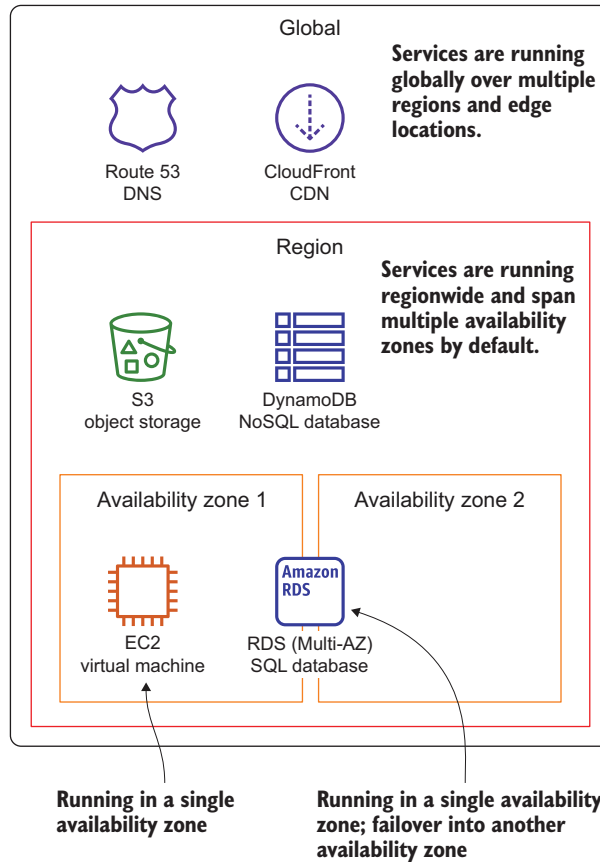 Global
Services are running
globally over multiple
regions and edge
locations.
Route 53
DNS
CloudFront
CDN
Region
Services are running
regionwide and span
multiple availability
zones by default.
S3
object storage
DynamoDB
NoSQL database
Availability zone 1
Availability zone 2
Amazon
RDS
EC2
virtual machine
RDS (Multi-AZ)
SQL database
Running in a single
availability zone
Running in a single availability
zone; failover into another
availability zone